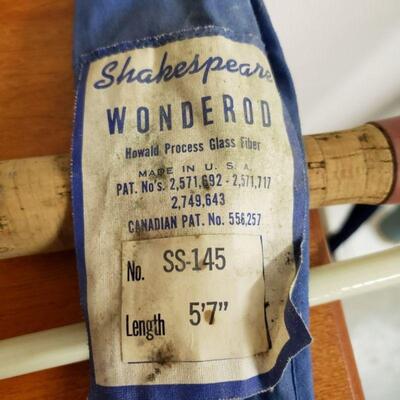 Shakespeare
WONDEROD
Howald Process Glass Fiber
MADE IN U. S. A.
PAT. No's. 2,571,692 - 2,571,717
2,749,643
CANADIAN PAT. No. 556,257
No. SS-145
Length 5'7"